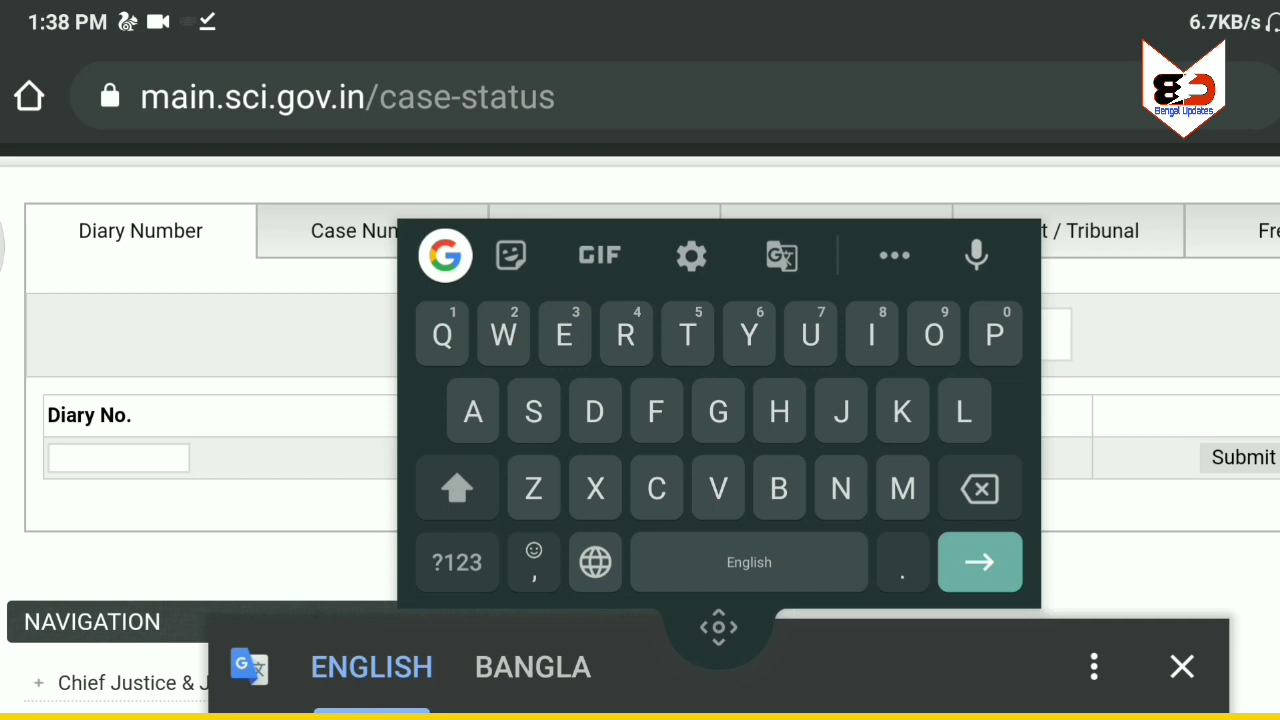 1:38 PM
6.7KB/s
main.sci.gov.in/case-status
Bengal Updates
Diary Number
Case Num
t / Tribunal
Fre
GIF
1 2 3 4 5 6 7 8 9 0
Q W E R T Y U I O P
Diary No.
A S D F G H J K L
Submit
Z X C V B N M
?123
,
English
.
NAVIGATION
ENGLISH BANGLA
+ Chief Justice & J